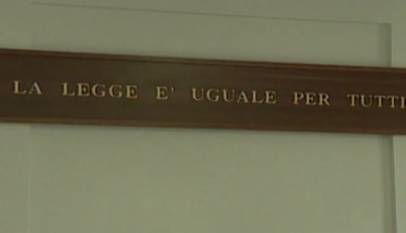 LA LEGGE E' UGUALE PER TUTTI